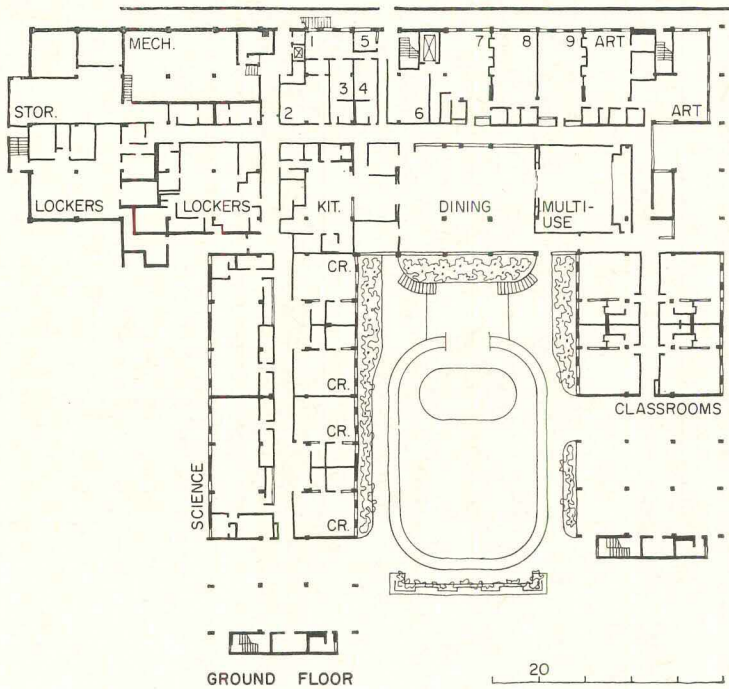 MECH.
1
5
7
8
9
ART
3
4
STOR.
2
6
ART
LOCKERS
LOCKERS
KIT.
DINING
MULTI-
USE
CR.
CR.
CLASSROOMS
CR.
SCIENCE
CR.
20
GROUND FLOOR